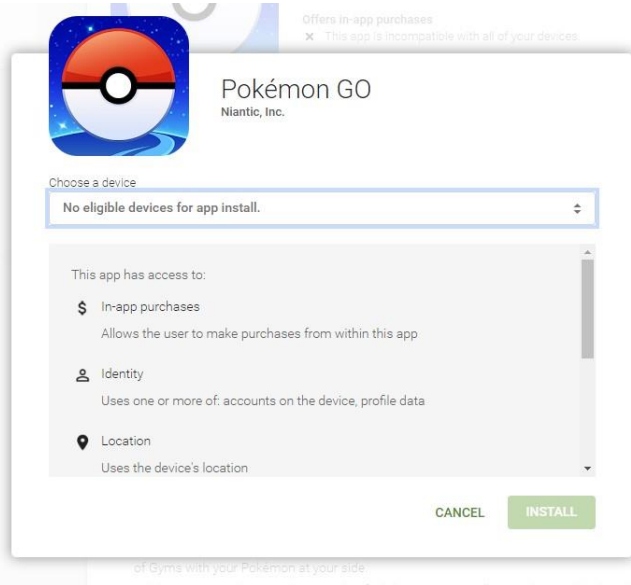 Offers in-app purchases
This app is incompatible with all of your devices.
Pokémon GO
Niantic, Inc.
Choose a device
No eligible devices for app install.
This app has access to:
In-app purchases
Allows the user to make purchases from within this app
Identity
Uses one or more of: accounts on the device, profile data
Location
Uses the device's location
CANCEL INSTALL
of Gyms with your Pokémon at your side.